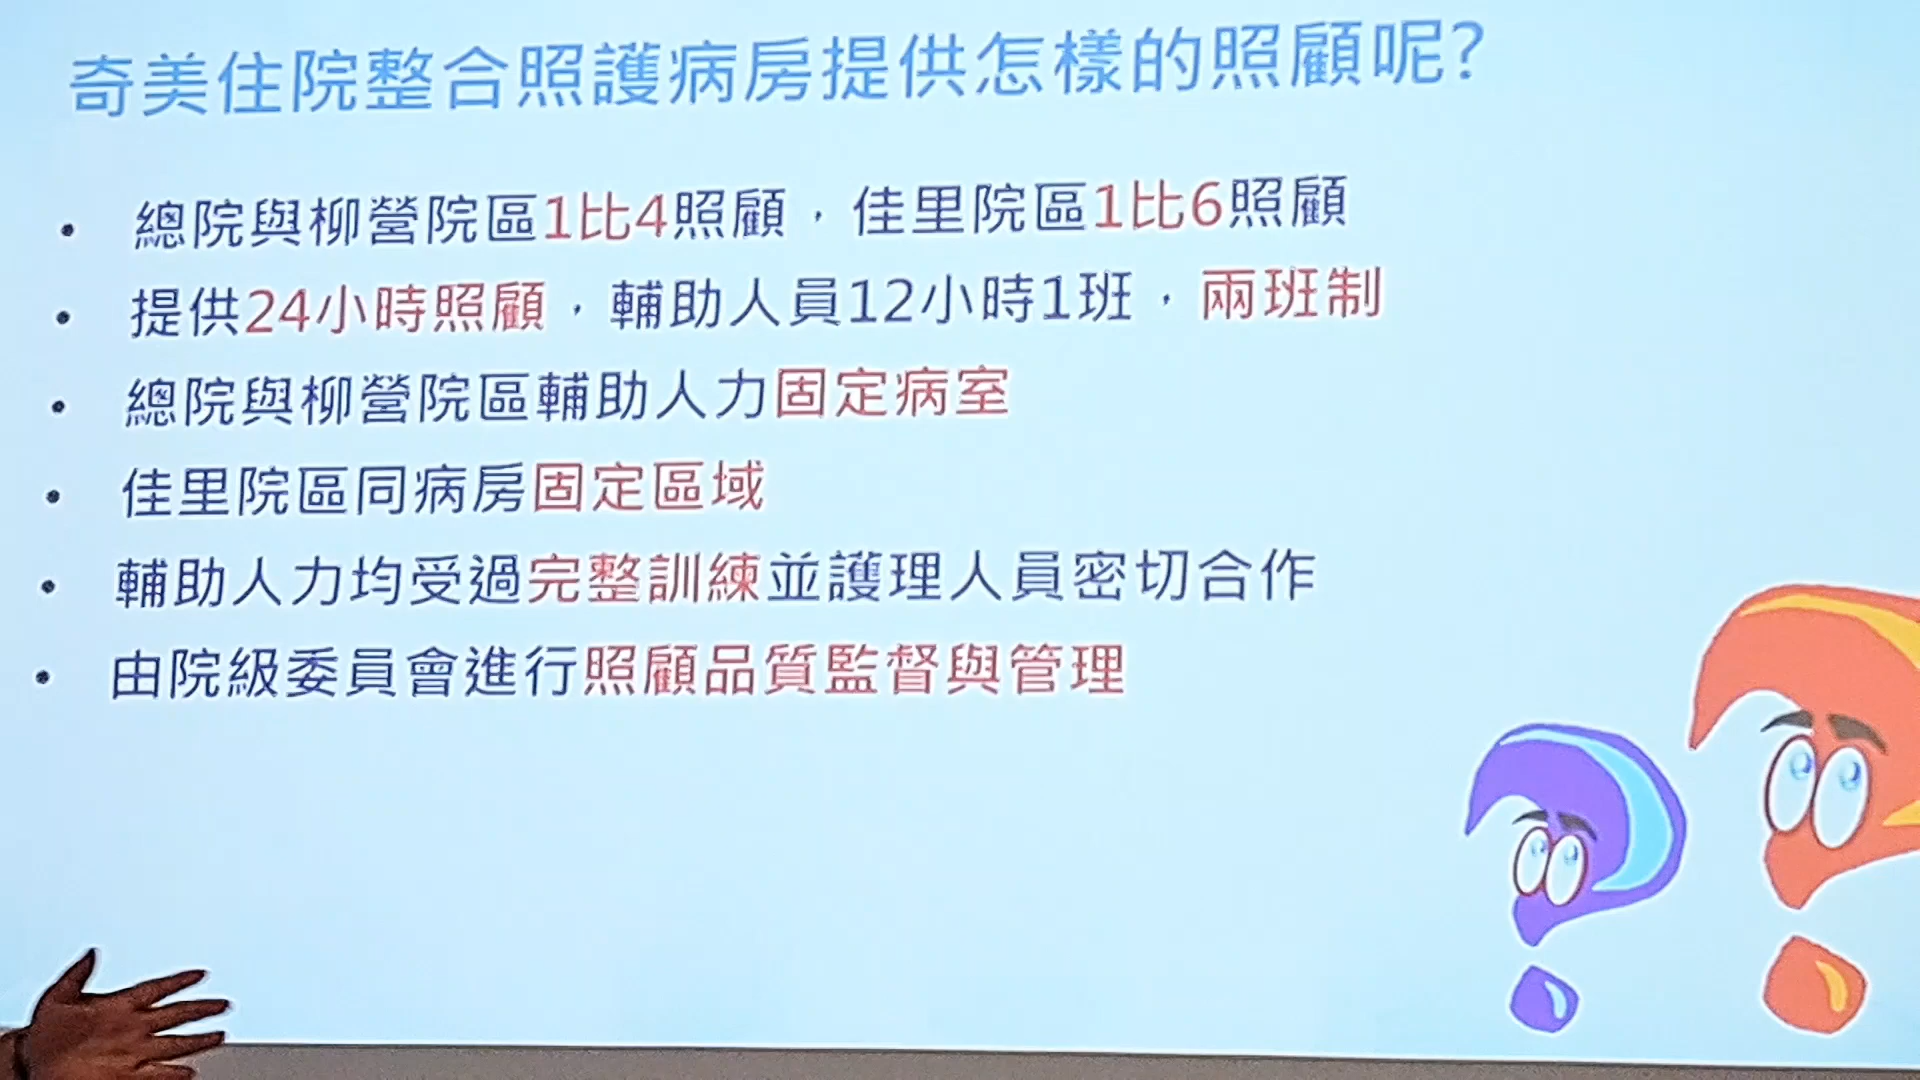 奇美住院整合照護病房提供怎樣的照顧呢?
• 總院與柳營院區1比4照顧，佳里院區1比6照顧
• 提供24小時照顧，輔助人員12小時1班，兩班制
• 總院與柳營院區輔助人力固定病室
• 佳里院區同病房固定區域
• 輔助人力均受過完整訓練並護理人員密切合作
• 由院級委員會進行照顧品質監督與管理